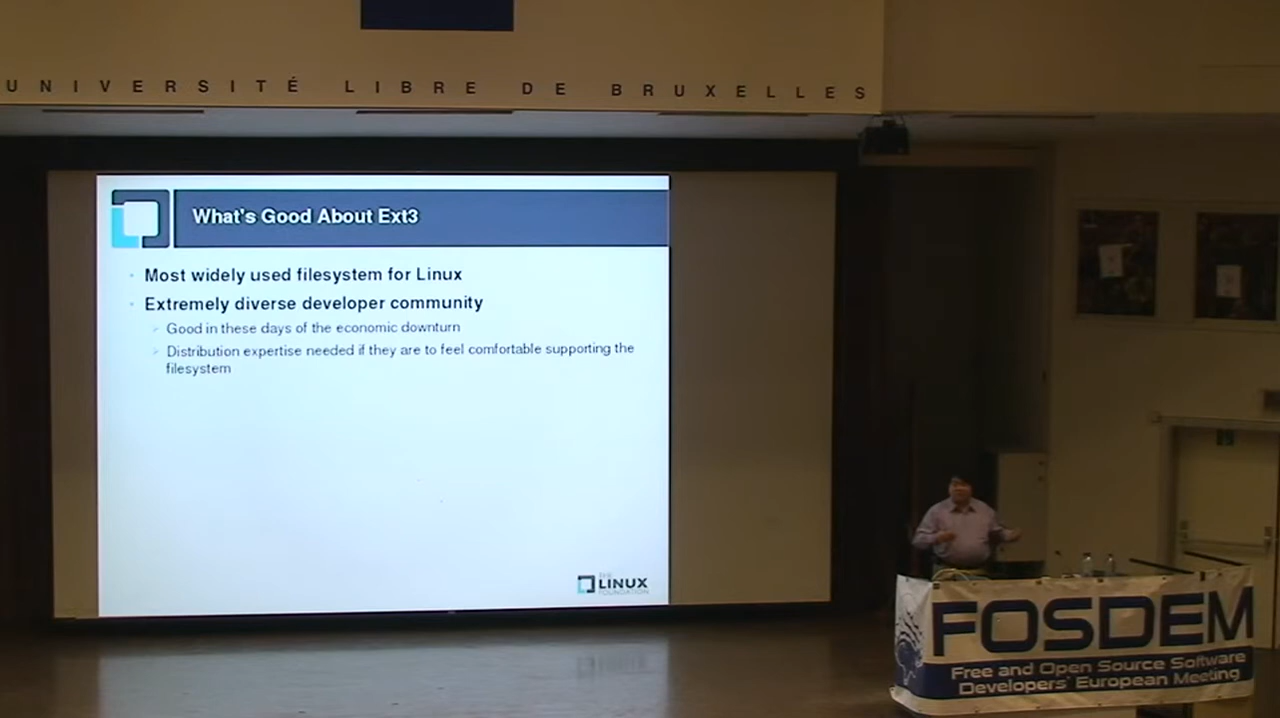 UNIVERSITÉ LIBRE DE BRUXELLES
What's Good About Ext3
Most widely used filesystem for Linux
Extremely diverse developer community
Good in these days of the economic downturn
Distribution expertise needed if they are to feel comfortable supporting the
filesystem
THE
LINUX
FOUNDATION
FOSDEM
Free and Open Source Software
Developers' European Meeting